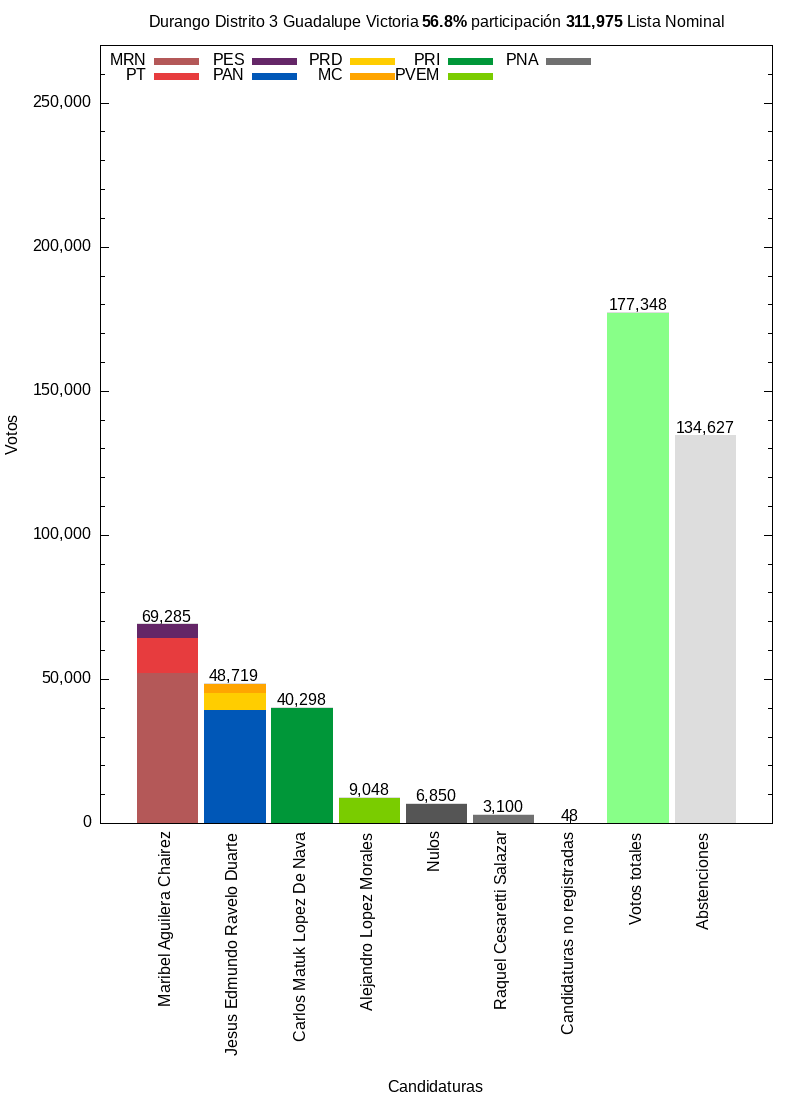 Durango Distrito 3 Guadalupe Victoria 56.8% participación 311,975 Lista Nominal
MRN PES PRD PRI PNA
PT PAN MC PVEM
250,000
200,000
150,000
100,000
50,000
0
Votos
69,285
48,719
40,298
9,048
6,850
3,100
48
177,348
134,627
Maribel Aguilera Chairez
Jesus Edmundo Ravelo Duarte
Carlos Matuk Lopez De Nava
Alejandro Lopez Morales
Nulos
Raquel Cesaretti Salazar
Candidaturas no registradas
Votos totales
Abstenciones
Candidaturas